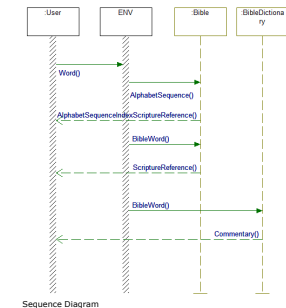 :User
ENV
:Bible
:BibleDictiona
ry
Word()
AlphabetSequence()
AlphabetSequenceIndexScriptureReference()
BibleWord()
ScriptureReference()
BibleWord()
Commentary()
Sequence Diagram